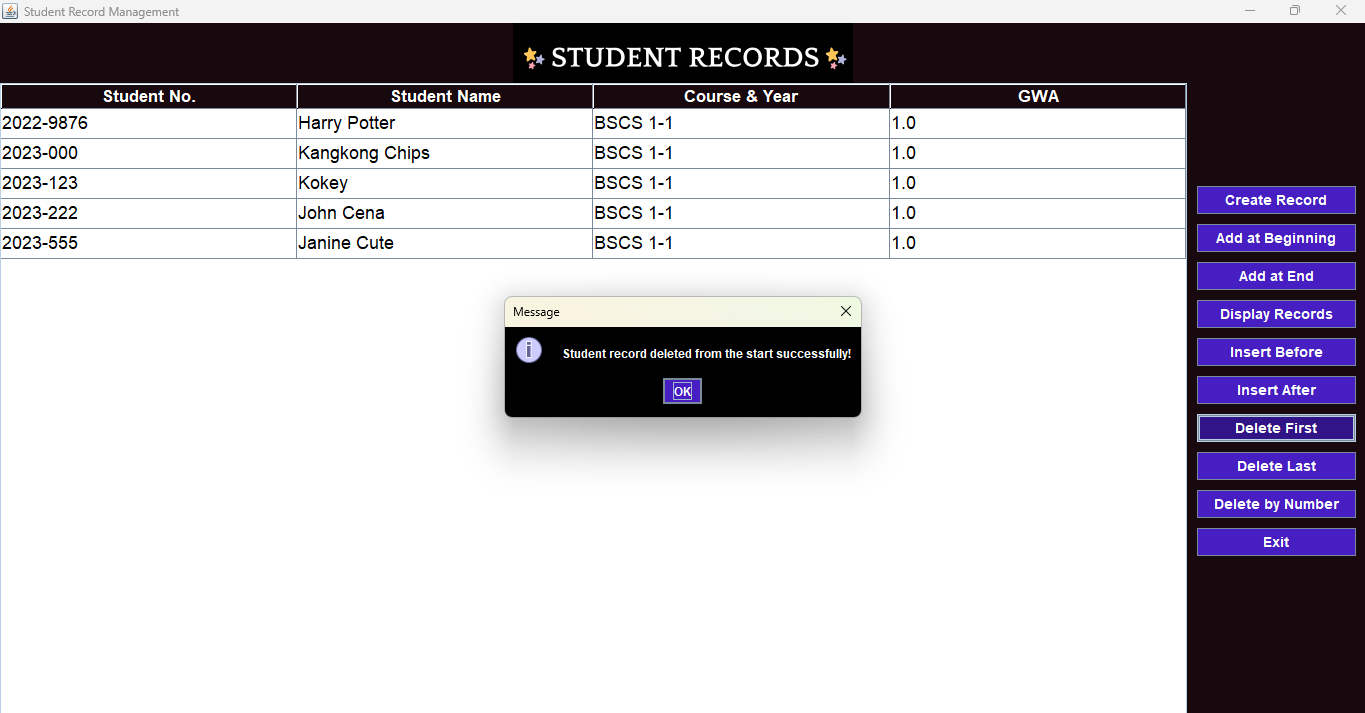 Student Record Management
STUDENT RECORDS
Student No. Student Name Course & Year GWA
2022-9876 Harry Potter BSCS 1-1 1.0
2023-000 Kangkong Chips BSCS 1-1 1.0
2023-123 Kokey BSCS 1-1 1.0
2023-222 John Cena BSCS 1-1 1.0
2023-555 Janine Cute BSCS 1-1 1.0
Message
Student record deleted from the start successfully!
OK
Create Record
Add at Beginning
Add at End
Display Records
Insert Before
Insert After
Delete First
Delete Last
Delete by Number
Exit